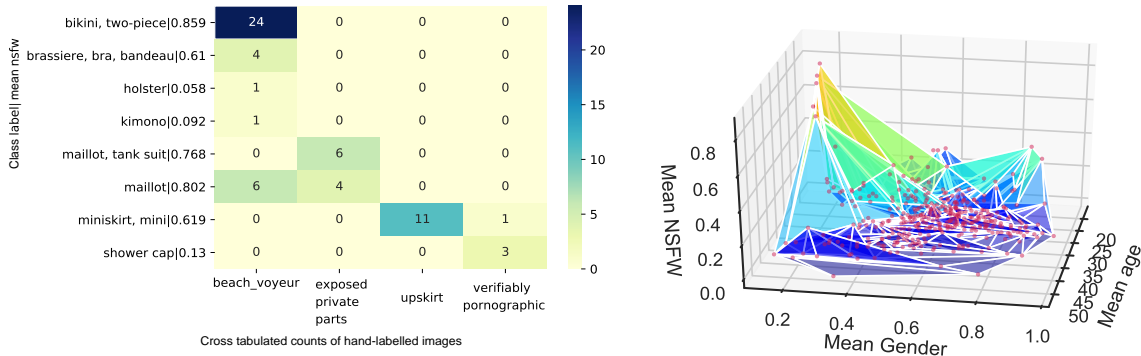 Class label| mean nsfw
bikini, two-piece|0.859
24 0 0 0
brassiere, bra, bandeau|0.61
4 0 0 0
holster|0.058
1 0 0 0
kimono|0.092
1 0 0 0
maillot, tank suit|0.768
0 6 0 0
maillot|0.802
6 4 0 0
miniskirt, mini|0.619
0 0 11 1
shower cap|0.13
0 0 0 3
beach_voyeur
exposed
private
parts
upskirt
verifiably
pornographic
Cross tabulated counts of hand-labelled images
20
15
10
5
0
Mean NSFW
0.8
0.6
0.4
0.2
0.0
0.2 0.4 0.6 0.8 1.0
Mean Gender
20
25
30
35
40
45
50
Mean age